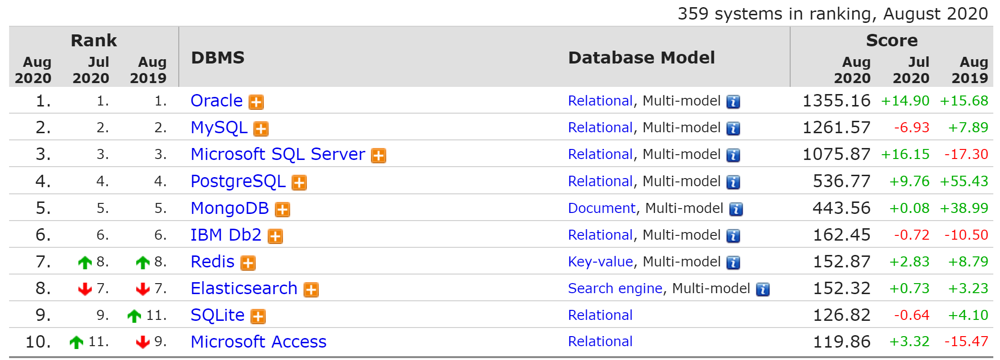 359 systems in ranking, August 2020
Rank DBMS Database Model Score
Aug 2020 Jul 2020 Aug 2019 Aug 2020 Jul 2020 Aug 2019
1. 1. 1. Oracle Relational, Multi-model i 1355.16 +14.90 +15.68
2. 2. 2. MySQL Relational, Multi-model i 1261.57 -6.93 +7.89
3. 3. 3. Microsoft SQL Server Relational, Multi-model i 1075.87 +16.15 -17.30
4. 4. 4. PostgreSQL Relational, Multi-model i 536.77 +9.76 +55.43
5. 5. 5. MongoDB Document, Multi-model i 443.56 +0.08 +38.99
6. 6. 6. IBM Db2 Relational, Multi-model i 162.45 -0.72 -10.50
7. 8. 8. Redis Key-value, Multi-model i 152.87 +2.83 +8.79
8. 7. 7. Elasticsearch Search engine, Multi-model i 152.32 +0.73 +3.23
9. 9. 11. SQLite Relational 126.82 -0.64 +4.10
10. 11. 9. Microsoft Access Relational 119.86 +3.32 -15.47